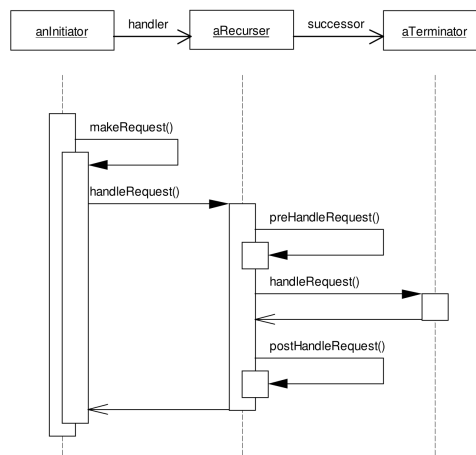 anInitiator
handler
aRecurser
successor
aTerminator
makeRequest()
handleRequest()
preHandleRequest()
handleRequest()
postHandleRequest()